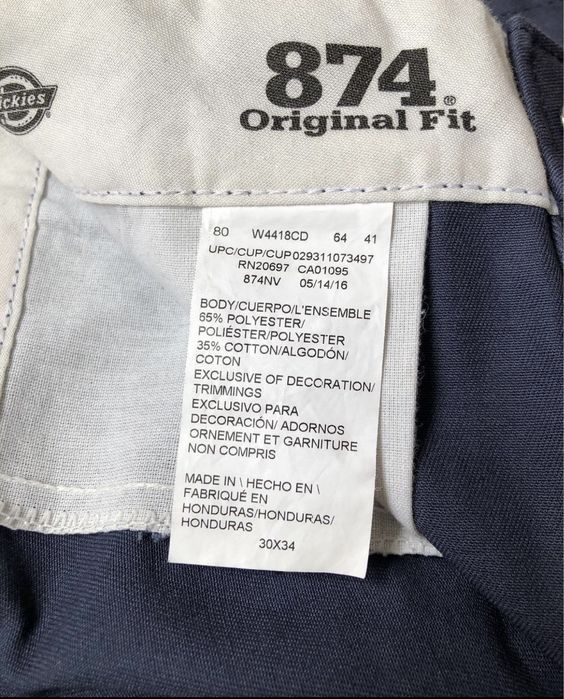 874®
Original Fit
80 W4418CD 64 41
UPC/CUP/CUP029311073497
RN20697 CA01095
874NV 05/14/16
BODY/CUERPO/L'ENSEMBLE
65% POLYESTER/
POLIÉSTER/POLYESTER
35% COTTON/ALGODÓN/
COTON
EXCLUSIVE OF DECORATION/
TRIMMINGS
EXCLUSIVO PARA
DECORACIÓN/ ADORNOS
ORNEMENT ET GARNITURE
NON COMPRIS
MADE IN \ HECHO EN \
FABRIQUÉ EN
HONDURAS/HONDURAS/
HONDURAS
30X34